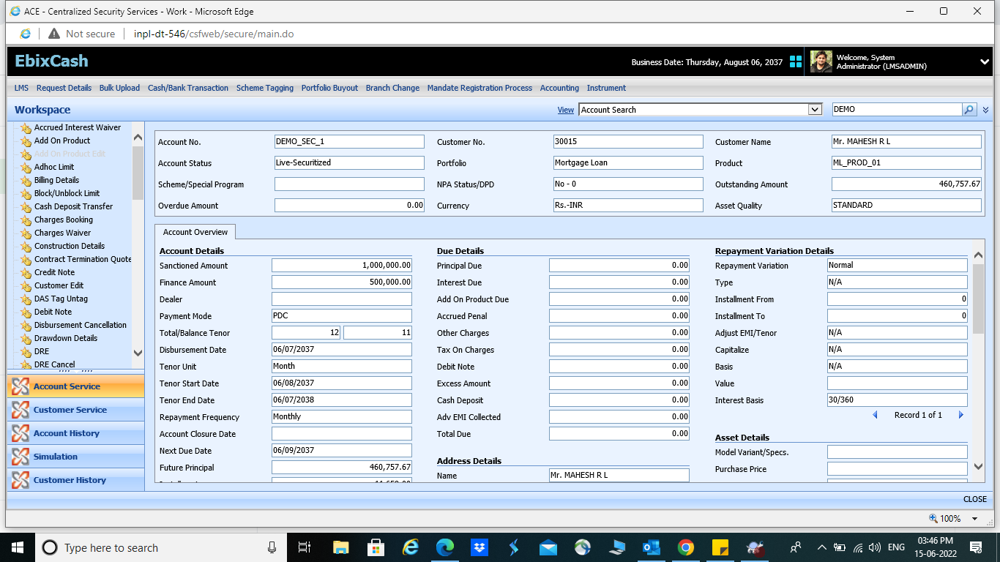 ACE - Centralized Security Services - Work - Microsoft Edge
Not secure inpl-dt-546/csfweb/secure/main.do
EbixCash
Business Date: Thursday, August 06, 2037
Welcome, System
Administrator (LMSADMIN)
LMS Request Details Bulk Upload Cash/Bank Transaction Scheme Tagging Portfolio Buyout Branch Change Mandate Registration Process Accounting Instrument
Workspace
View Account Search DEMO
Accrued Interest Waiver
Add On Product
Add On Product Edit
Adhoc Limit
Billing Details
Block/Unblock Limit
Cash Deposit Transfer
Charges Booking
Charges Waiver
Construction Details
Contract Termination Quote
Credit Note
Customer Edit
DAS Tag Untag
Debit Note
Disbursement Cancellation
Drawdown Details
DRE
DRE Cancel
Account Service
Customer Service
Account History
Simulation
Customer History
Account No. DEMO_SEC_1 Customer No. 30015 Customer Name Mr. MAHESH R L
Account Status Live-Securitized Portfolio Mortgage Loan Product ML_PROD_01
Scheme/Special Program NPA Status/DPD No - 0 Outstanding Amount 460,757.67
Overdue Amount 0.00 Currency Rs.-INR Asset Quality STANDARD
Account Overview
Account Details
Sanctioned Amount 1,000,000.00
Finance Amount 500,000.00
Dealer
Payment Mode PDC
Total/Balance Tenor 12 11
Disbursement Date 06/07/2037
Tenor Unit Month
Tenor Start Date 06/08/2037
Tenor End Date 06/07/2038
Repayment Frequency Monthly
Account Closure Date
Next Due Date 06/09/2037
Future Principal 460,757.67
Due Details
Principal Due 0.00
Interest Due 0.00
Add On Product Due 0.00
Accrued Penal 0.00
Other Charges 0.00
Tax On Charges 0.00
Debit Note 0.00
Excess Amount 0.00
Cash Deposit 0.00
Adv EMI Collected 0.00
Total Due 0.00
Address Details
Name Mr. MAHESH R L
Repayment Variation Details
Repayment Variation Normal
Type N/A
Installment From 0
Installment To 0
Adjust EMI/Tenor N/A
Capitalize N/A
Basis N/A
Value
Interest Basis 30/360
Record 1 of 1
Asset Details
Model Variant/Specs.
Purchase Price
CLOSE
100%
Type here to search
ENG
03:46 PM
15-06-2022